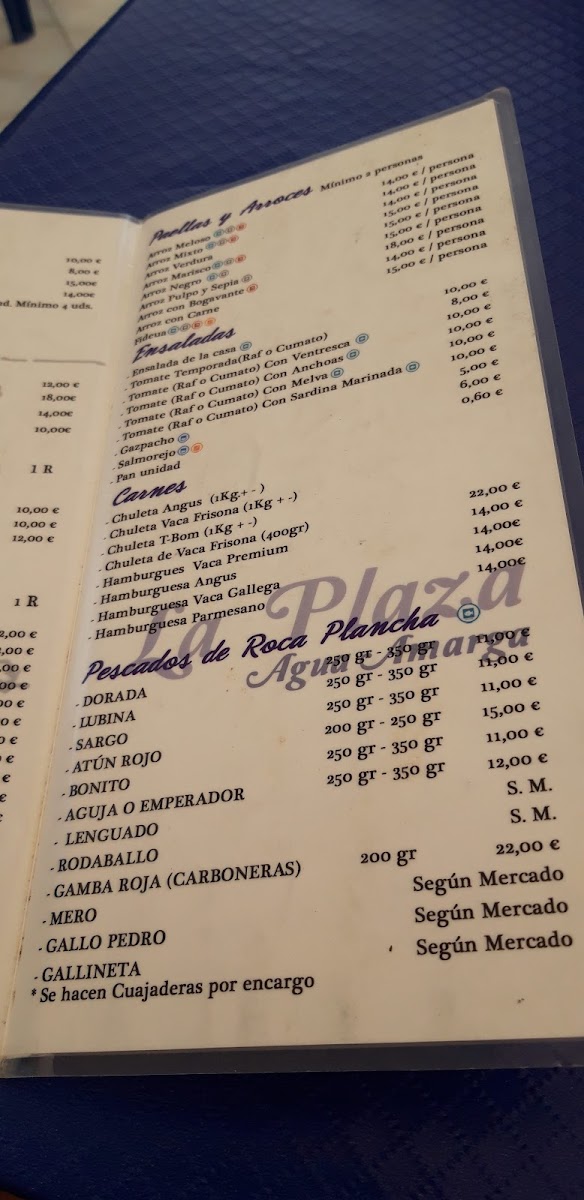 10,00 €
8,00 €
15,00€
14,00€
ed. Mínimo 4 uds.
12,00 €
18,00€
14,00€
10,00€
1 R
10,00 €
10,00 €
12,00 €
1 R
Paellas y Arroces Mínimo 2 personas
Arroz Meloso 14,00 € / persona
Arroz Mixto 14,00 € / persona
Arroz Verdura 14,00 € / persona
Arroz Marisco 15,00 € / persona
Arroz Negro 15,00 € / persona
Arroz Pulpo y Sepia
Arroz con Bogavante 18,00 € / persona
Arroz con Carne 14,00 € / persona
Fideua 15,00 € / persona
Ensaladas
. Ensalada de la casa 10,00 €
. Tomate Temporada(Raf o Cumato) 8,00 €
. Tomate (Raf o Cumato) Con Ventresca 10,00 €
. Tomate (Raf o Cumato) Con Anchoas 10,00 €
. Tomate (Raf o Cumato) Con Melva 10,00 €
. Tomate (Raf o Cumato) Con Sardina Marinada 10,00 €
. Gazpacho 5,00 €
. Salmorejo 6,00 €
. Pan unidad 0,60 €
Carnes
. Chuleta Angus (1Kg.+ - )
. Chuleta Vaca Frisona (1Kg + -)
. Chuleta T-Bom (1Kg + -)
. Chuleta de Vaca Frisona (400gr) 22,00 €
. Hamburgues Vaca Premium 14,00 €
. Hamburguesa Angus 14,00€
. Hamburguesa Vaca Gallega 14,00€
. Hamburguesa Parmesano 14,00€
La Plaza
Agua Amarga
Pescados de Roca Plancha
- DORADA 250 gr - 350 gr 11,00 €
. LUBINA 250 gr - 350 gr 11,00 €
- SARGO 250 gr - 350 gr 11,00 €
. ATÚN ROJO 200 gr - 250 gr 15,00 €
- BONITO 250 gr - 350 gr 11,00 €
. AGUJA O EMPERADOR 250 gr - 350 gr 12,00 €
- LENGUADO S. M.
. RODABALLO S. M.
- GAMBA ROJA (CARBONERAS) 200 gr 22,00 €
- MERO Según Mercado
- GALLO PEDRO Según Mercado
- GALLINETA Según Mercado
* Se hacen Cuajaderas por encargo